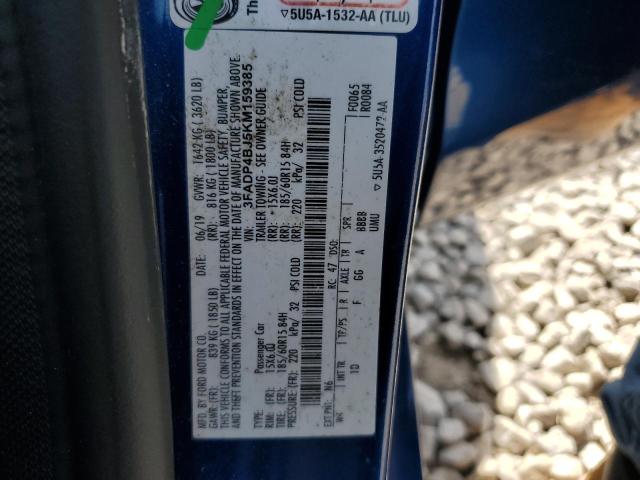 Th
5U5A-1532-AA (TLU)
MFD. BY FORD MOTOR CO.
06/19 GVWR: 1642 KG ( 3620 LB)
GAWR: (FR): 839 KG ( 1850 LB) (RR): 816 KG ( 1800 LB)
THIS VEHICLE CONFORMS TO ALL APPLICABLE FEDERAL MOTOR VEHICLE SAFETY, BUMPER,
AND THEFT PREVENTION STANDARDS IN EFFECT ON THE DATE OF MANUFACTURE SHOWN ABOVE.
VIN: 3FADP4BJ5KM159385
TYPE: Passenger Car TRAILER TOWING - SEE OWNER GUIDE
RIM: (FR): 15X6.0J (RR): 15X6.0J
TIRE: (FR): 185/60R15 84H (RR): 185/60R15 84H
PRESSURE: (FR): 220 kPa/ 32 PSI COLD (RR): 220 kPa/ 32 PSI COLD
EXT PNT: N6 RC: 47 DSO: F0065
R0084
WB INT TR TP/PS R AXLE TR SPR
1D F GG A BBBB
UMU 5U5A-3520472-AA